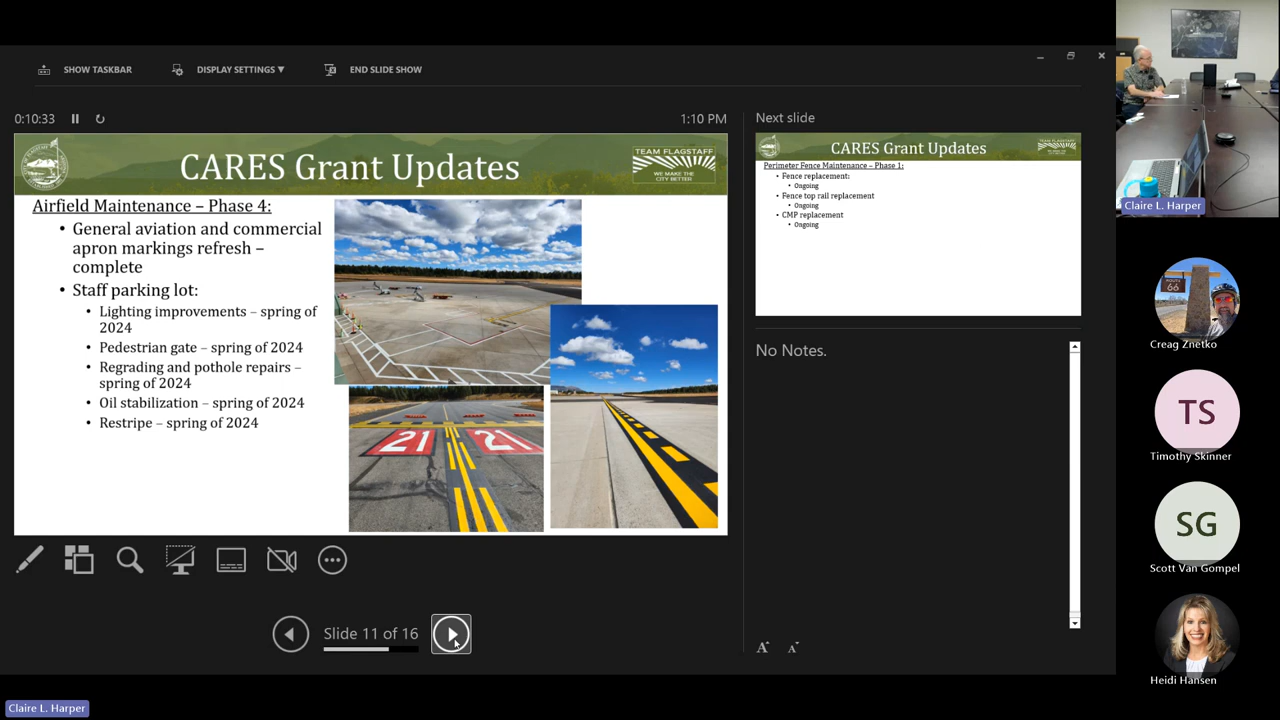 SHOW TASKBAR
DISPLAY SETTINGS ▼
END SLIDE SHOW
0:10:33
1:10 PM
CARES Grant Updates
TEAM FLAGSTAFF
WE MAKE THE
CITY BETTER
Airfield Maintenance – Phase 4:
• General aviation and commercial
apron markings refresh –
complete
• Staff parking lot:
• Lighting improvements – spring of
2024
• Pedestrian gate – spring of 2024
• Regrading and pothole repairs –
spring of 2024
• Oil stabilization – spring of 2024
• Restripe – spring of 2024
21
21
Slide 11 of 16
Next slide
CARES Grant Updates
TEAM FLAGSTAFF
Perimeter Fence Maintenance – Phase 1:
• Fence replacement:
• Ongoing
• Fence top rail replacement
• Ongoing
• CMP replacement
• Ongoing
No Notes.
A
A
Claire L. Harper
ROUTE
66
Creag Znetko
TS
Timothy Skinner
SG
Scott Van Gompel
Heidi Hansen
Claire L. Harper